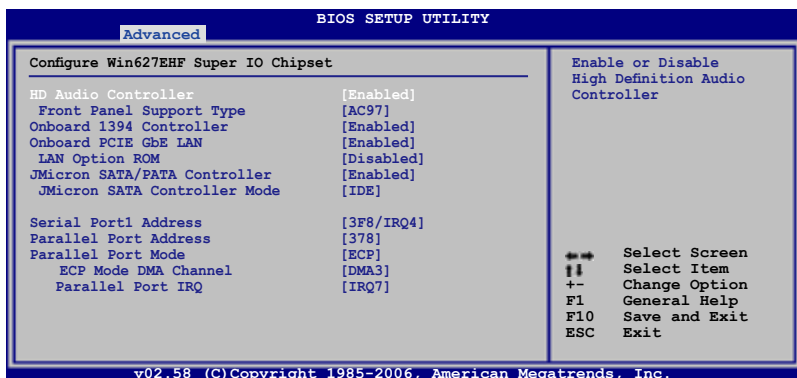 BIOS SETUP UTILITY
Advanced
Configure Win627EHF Super IO Chipset
HD Audio Controller [Enabled]
Front Panel Support Type [AC97]
Onboard 1394 Controller [Enabled]
Onboard PCIE GbE LAN [Enabled]
LAN Option ROM [Disabled]
JMicron SATA/PATA Controller [Enabled]
JMicron SATA Controller Mode [IDE]
Serial Port1 Address [3F8/IRQ4]
Parallel Port Address [378]
Parallel Port Mode [ECP]
ECP Mode DMA Channel [DMA3]
Parallel Port IRQ [IRQ7]
Enable or Disable
High Definition Audio
Controller
←→ Select Screen
↑↓ Select Item
+- Change Option
F1 General Help
F10 Save and Exit
ESC Exit
v02.58 (C)Copyright 1985-2006, American Megatrends, Inc.